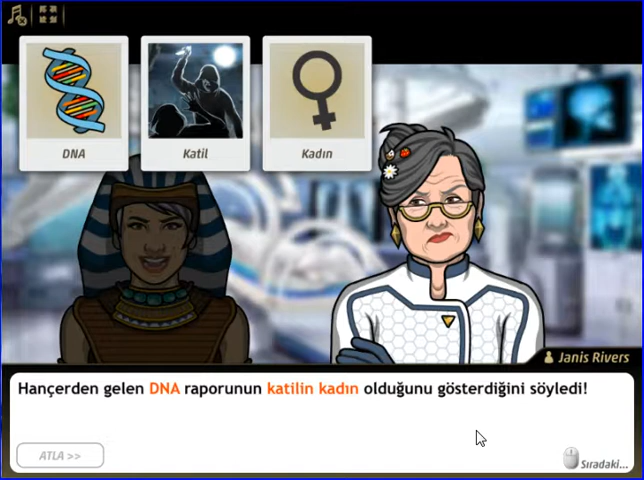 DNA
Katil
Kadın
Janis Rivers
Hançerden gelen DNA raporunun katilin kadın olduğunu gösterdiğini söyledi!
ATLA >>
Sıradaki...